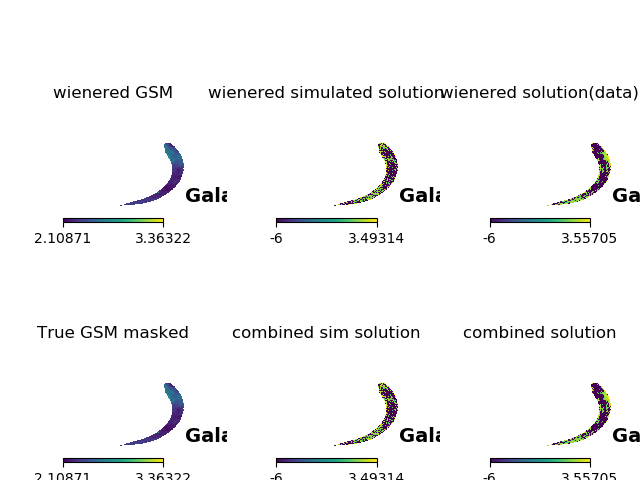 wienered GSM
wienered simulated solution
wienered solution(data)
Gala
Gala
Ga
2.10871 3.36322
-6 3.49314
-6 3.55705
True GSM masked
combined sim solution
combined solution
Gala
Gala
Ga
2.10871 3.36322
-6 3.49314
-6 3.55705